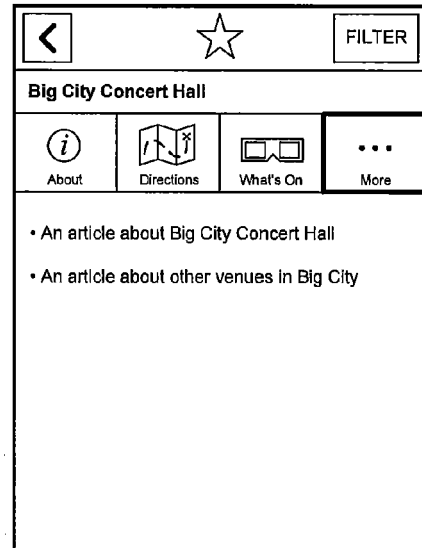 FILTER
Big City Concert Hall
About
Directions
What's On
More
• An article about Big City Concert Hall
• An article about other venues in Big City